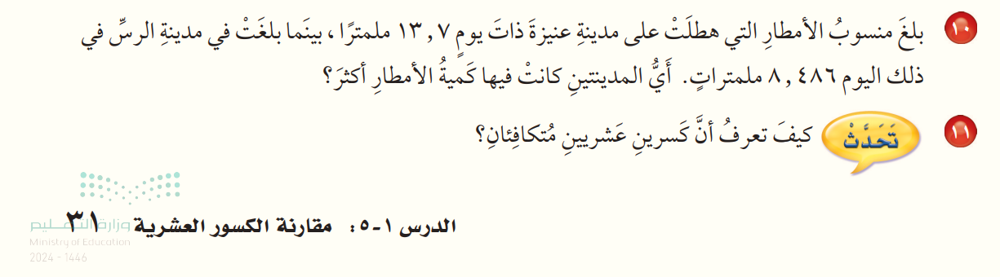 ١٠ بلغَ منسوبُ الأمطارِ التي هطلَتْ على مدينةِ عنيزةَ ذاتَ يومٍ ١٣,٧ ملمترًا ، بينَما بلغَتْ في مدينةِ الرسِّ في
ذلك اليوم ٨,٤٨٦ ملمتراتٍ. أَيُّ المدينتينِ كانتْ فيها كَميةُ الأمطارِ أكثرَ؟
١١ تَحَدَّثْ كيفَ تعرفُ أنَّ كَسرينِ عَشريينِ مُتكافِئانِ؟
الدرس ١-٥: مقارنة الكسور العشرية ٣١
وزارة التعليم
Ministry of Education
2024 - 1446